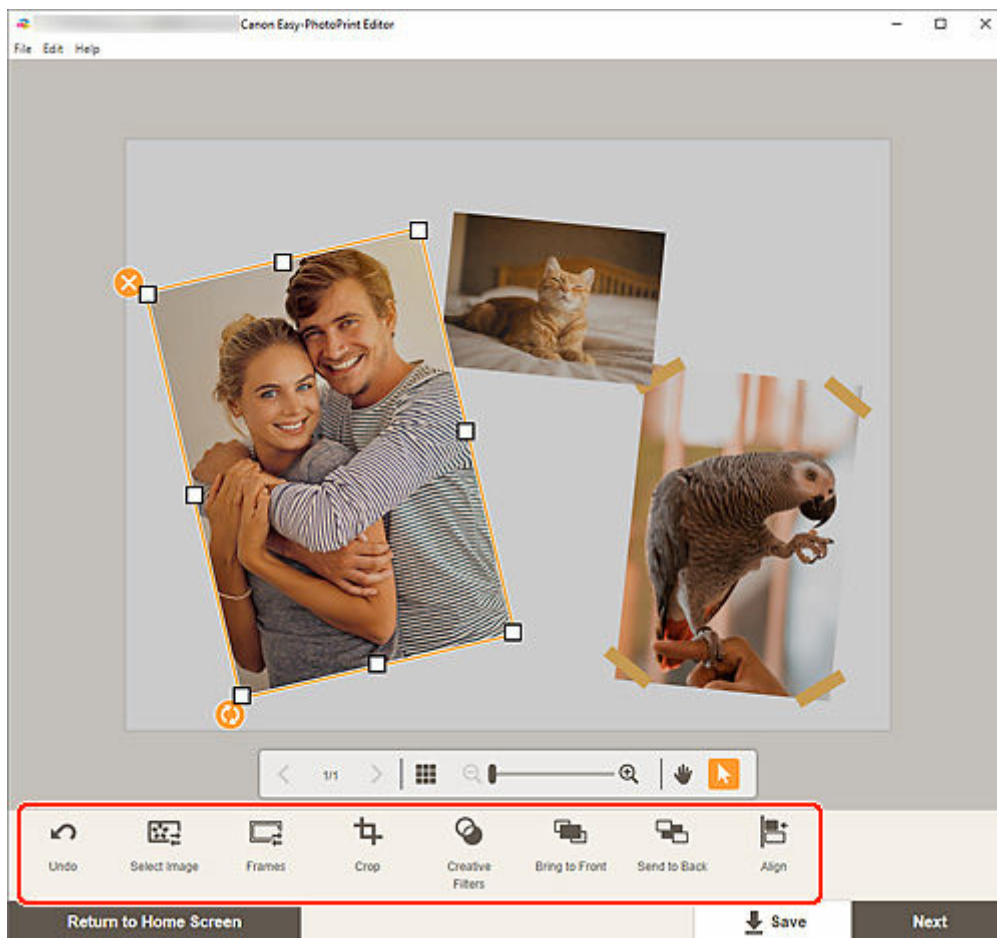 Canon Easy-PhotoPrint Editor
File Edit Help
1/1
Undo Select Image Frames Crop Creative Filters Bring to Front Send to Back Align
Return to Home Screen Save Next